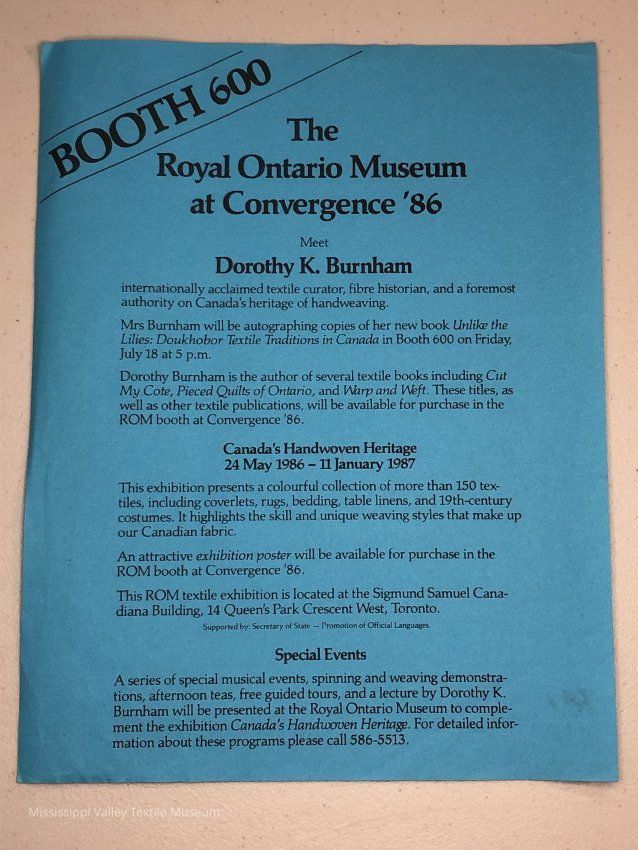 BOOTH 600
The
Royal Ontario Museum
at Convergence '86
Meet
Dorothy K. Burnham
internationally acclaimed textile curator, fibre historian, and a foremost
authority on Canada's heritage of handweaving.
Mrs Burnham will be autographing copies of her new book Unlike the
Lilies: Doukhobor Textile Traditions in Canada in Booth 600 on Friday,
July 18 at 5 p.m.
Dorothy Burnham is the author of several textile books including Cut
My Cote, Pieced Quilts of Ontario, and Warp and Weft. These titles, as
well as other textile publications, will be available for purchase in the
ROM booth at Convergence '86.
Canada's Handwoven Heritage
24 May 1986 – 11 January 1987
This exhibition presents a colourful collection of more than 150 tex-
tiles, including coverlets, rugs, bedding, table linens, and 19th-century
costumes. It highlights the skill and unique weaving styles that make up
our Canadian fabric.
An attractive exhibition poster will be available for purchase in the
ROM booth at Convergence '86.
This ROM textile exhibition is located at the Sigmund Samuel Cana-
diana Building, 14 Queen's Park Crescent West, Toronto.
Supported by: Secretary of State — Promotion of Official Languages.
Special Events
A series of special musical events, spinning and weaving demonstra-
tions, afternoon teas, free guided tours, and a lecture by Dorothy K.
Burnham will be presented at the Royal Ontario Museum to comple-
ment the exhibition Canada's Handwoven Heritage. For detailed infor-
mation about these programs please call 586-5513.
Mississippi Valley Textile Museum